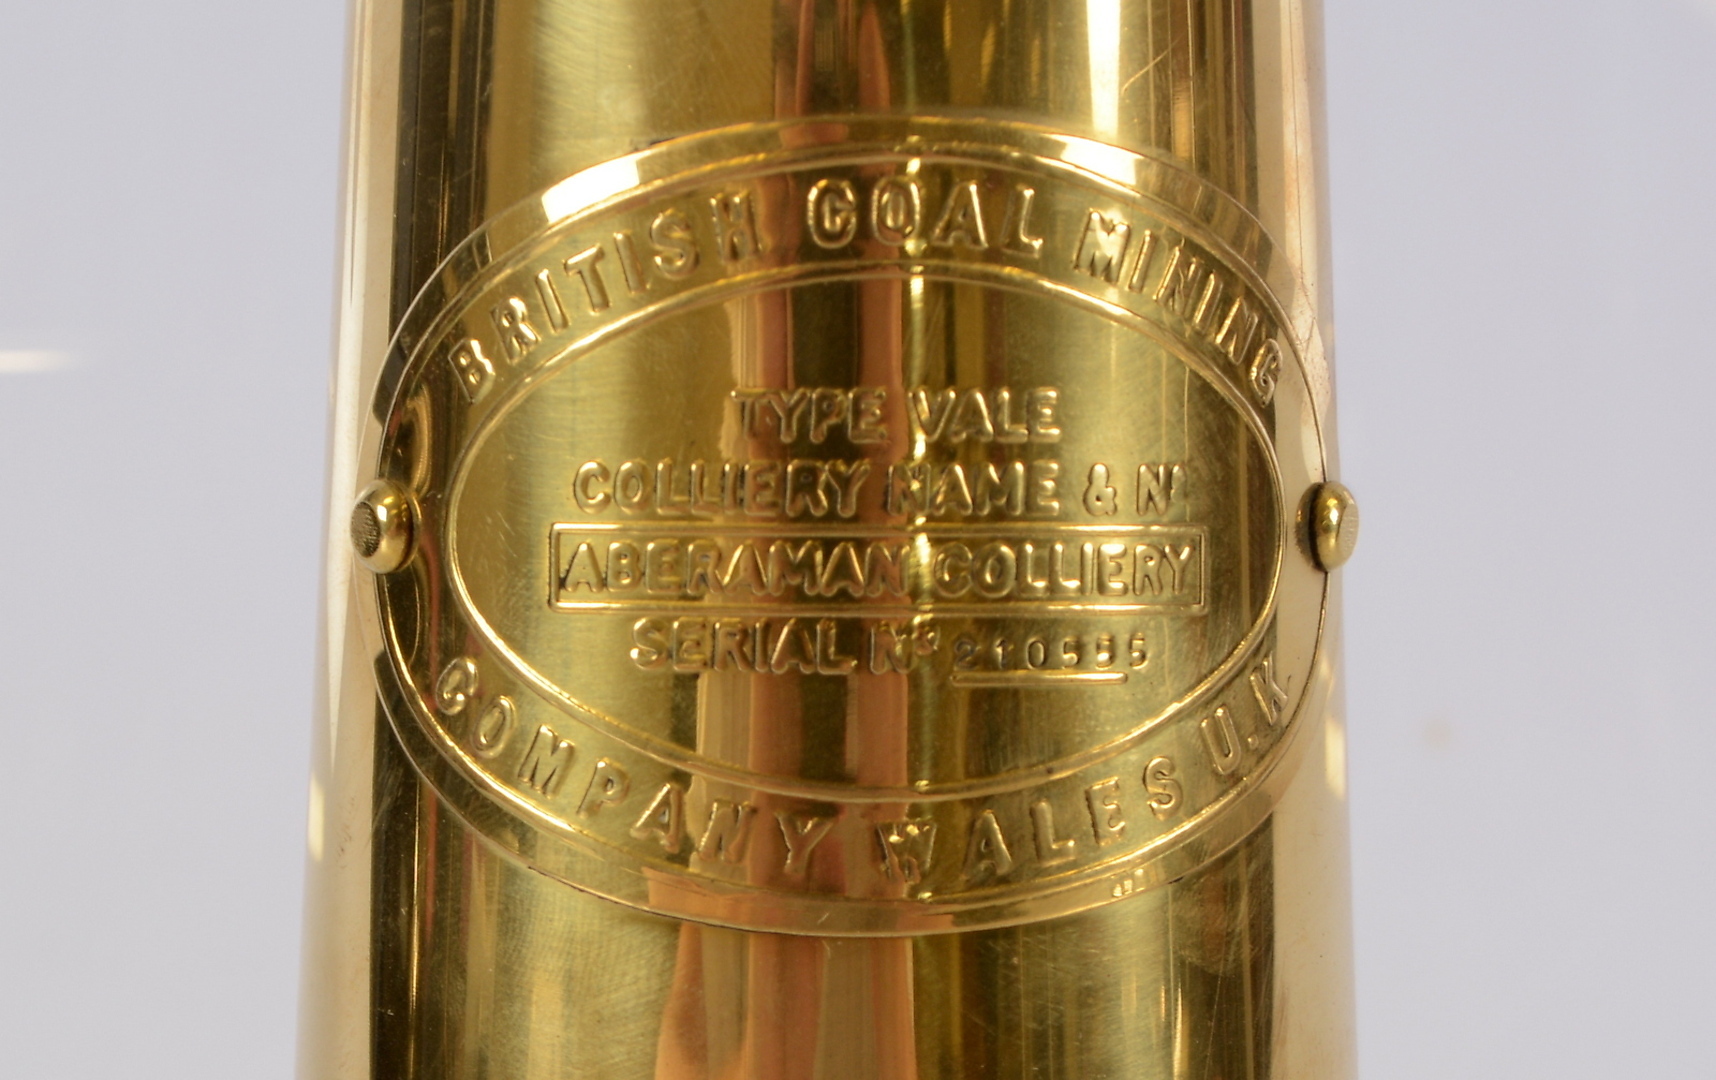 BRITISH COAL MINING
TYPE VALE
COLLIERY NAME & Nº
ABERAMAN COLLIERY
SERIAL Nº 210555
COMPANY WALES U.K